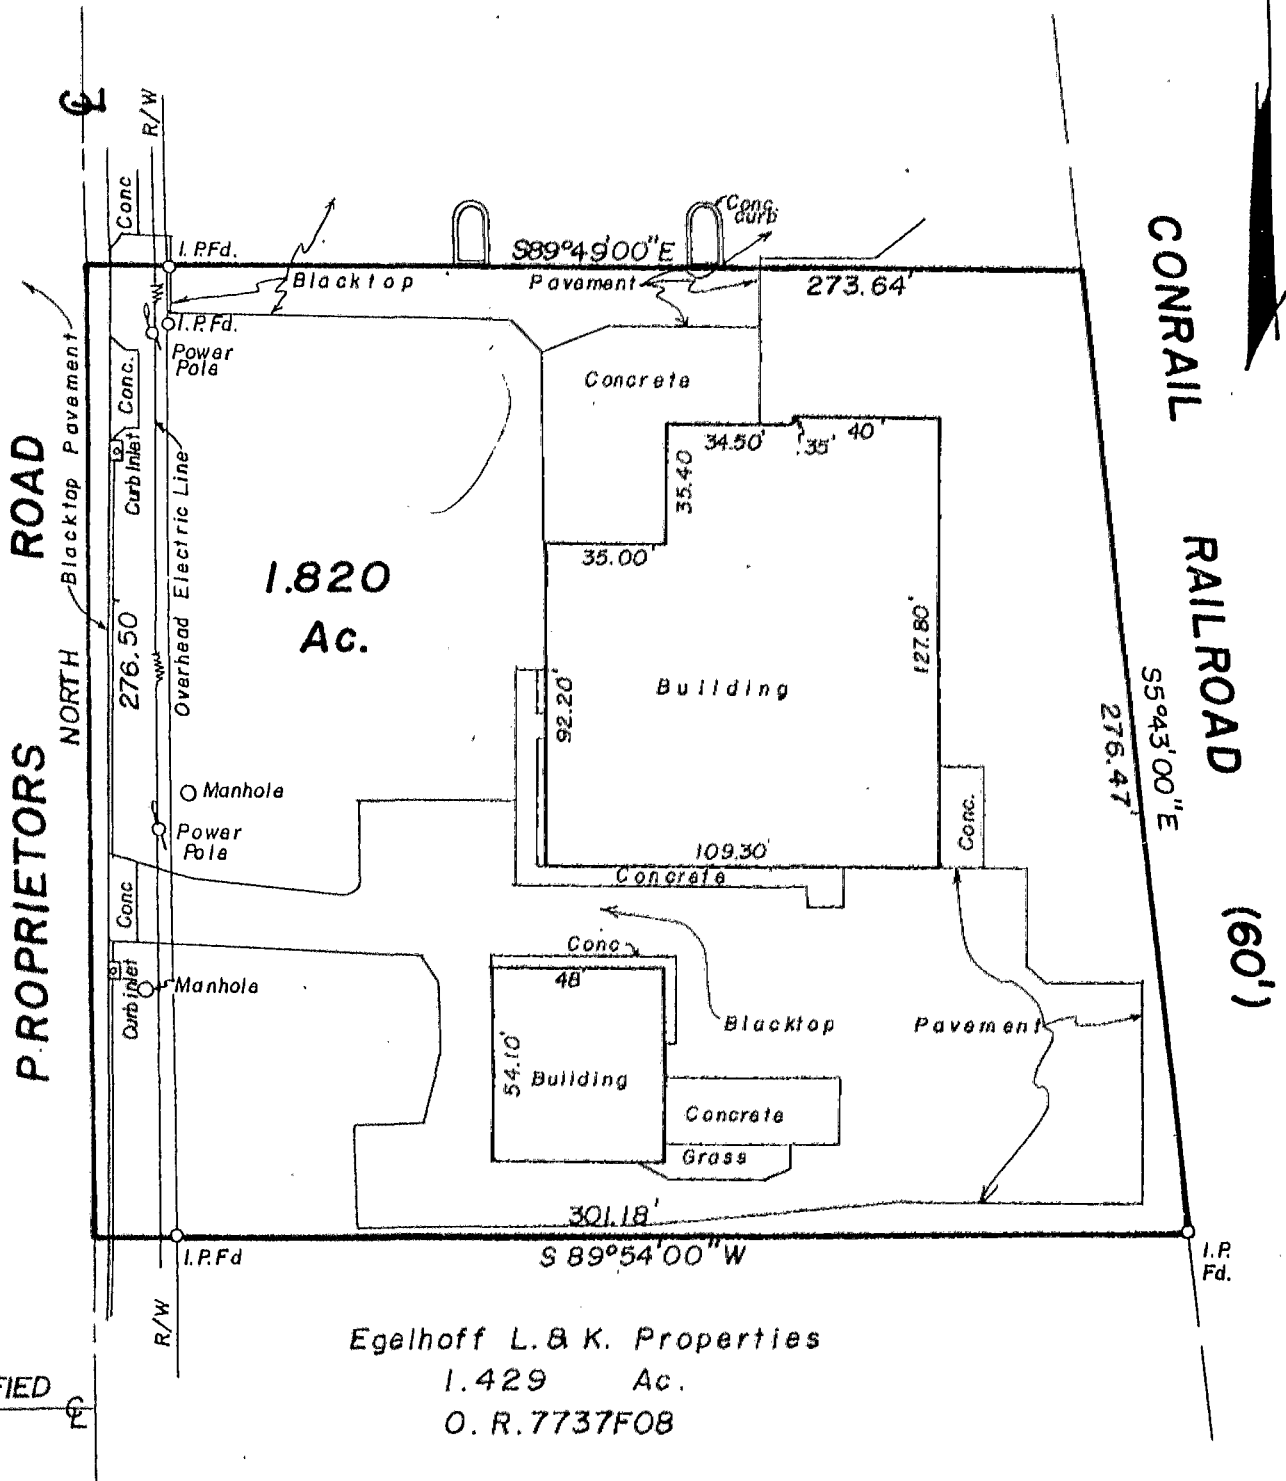 R/W
Conc
I.P.Fd.
S89°49'00"E
Conc.
curb
Blacktop
Pavement
273.64'
I.P.Fd.
Power
Pole
Conc.
Curb Inlet
Concrete
34.50'
.35'
40'
35.40
35.00'
CONRAIL RAILROAD (60')
PROPRIETORS ROAD
NORTH
276.50'
Blacktop Pavement
Overhead Electric Line
1.820
Ac.
Building
92.20'
127.80'
S5°43'00"E
276.47'
Manhole
Power
Pole
109.30'
Concrete
Conc.
Conc
Conc
48'
Curb inlet
Manhole
Blacktop
Pavement
54.10'
Building
Concrete
Grass
301.18'
S 89°54'00"W
I.P.Fd
I.P.
Fd.
R/W
Egelhoff L. & K. Properties
1.429 Ac.
O. R. 7737F08
FIED